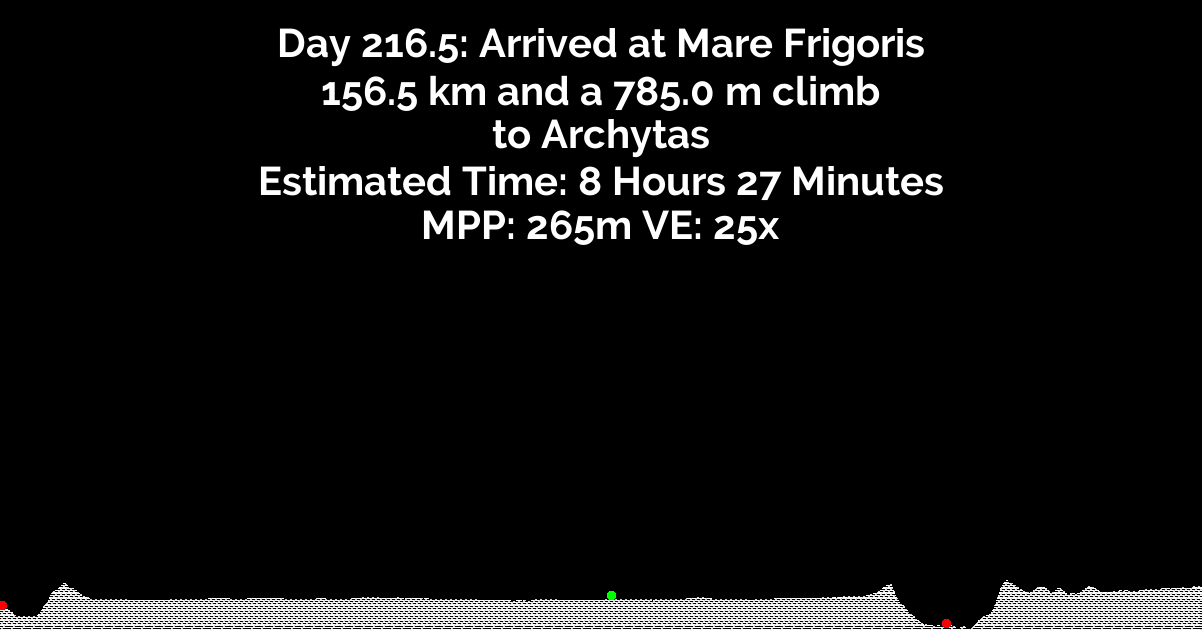 Day 216.5: Arrived at Mare Frigoris
156.5 km and a 785.0 m climb
to Archytas
Estimated Time: 8 Hours 27 Minutes
MPP: 265m VE: 25x